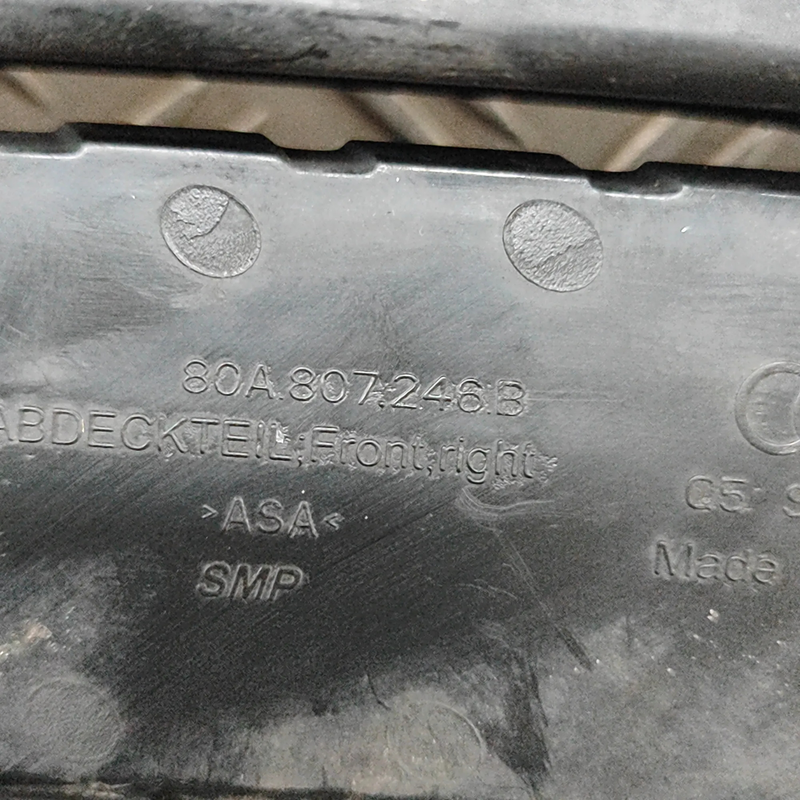 80A.807.246.B
ABDECKTEIL;Front,right
>ASA<
SMP
Made